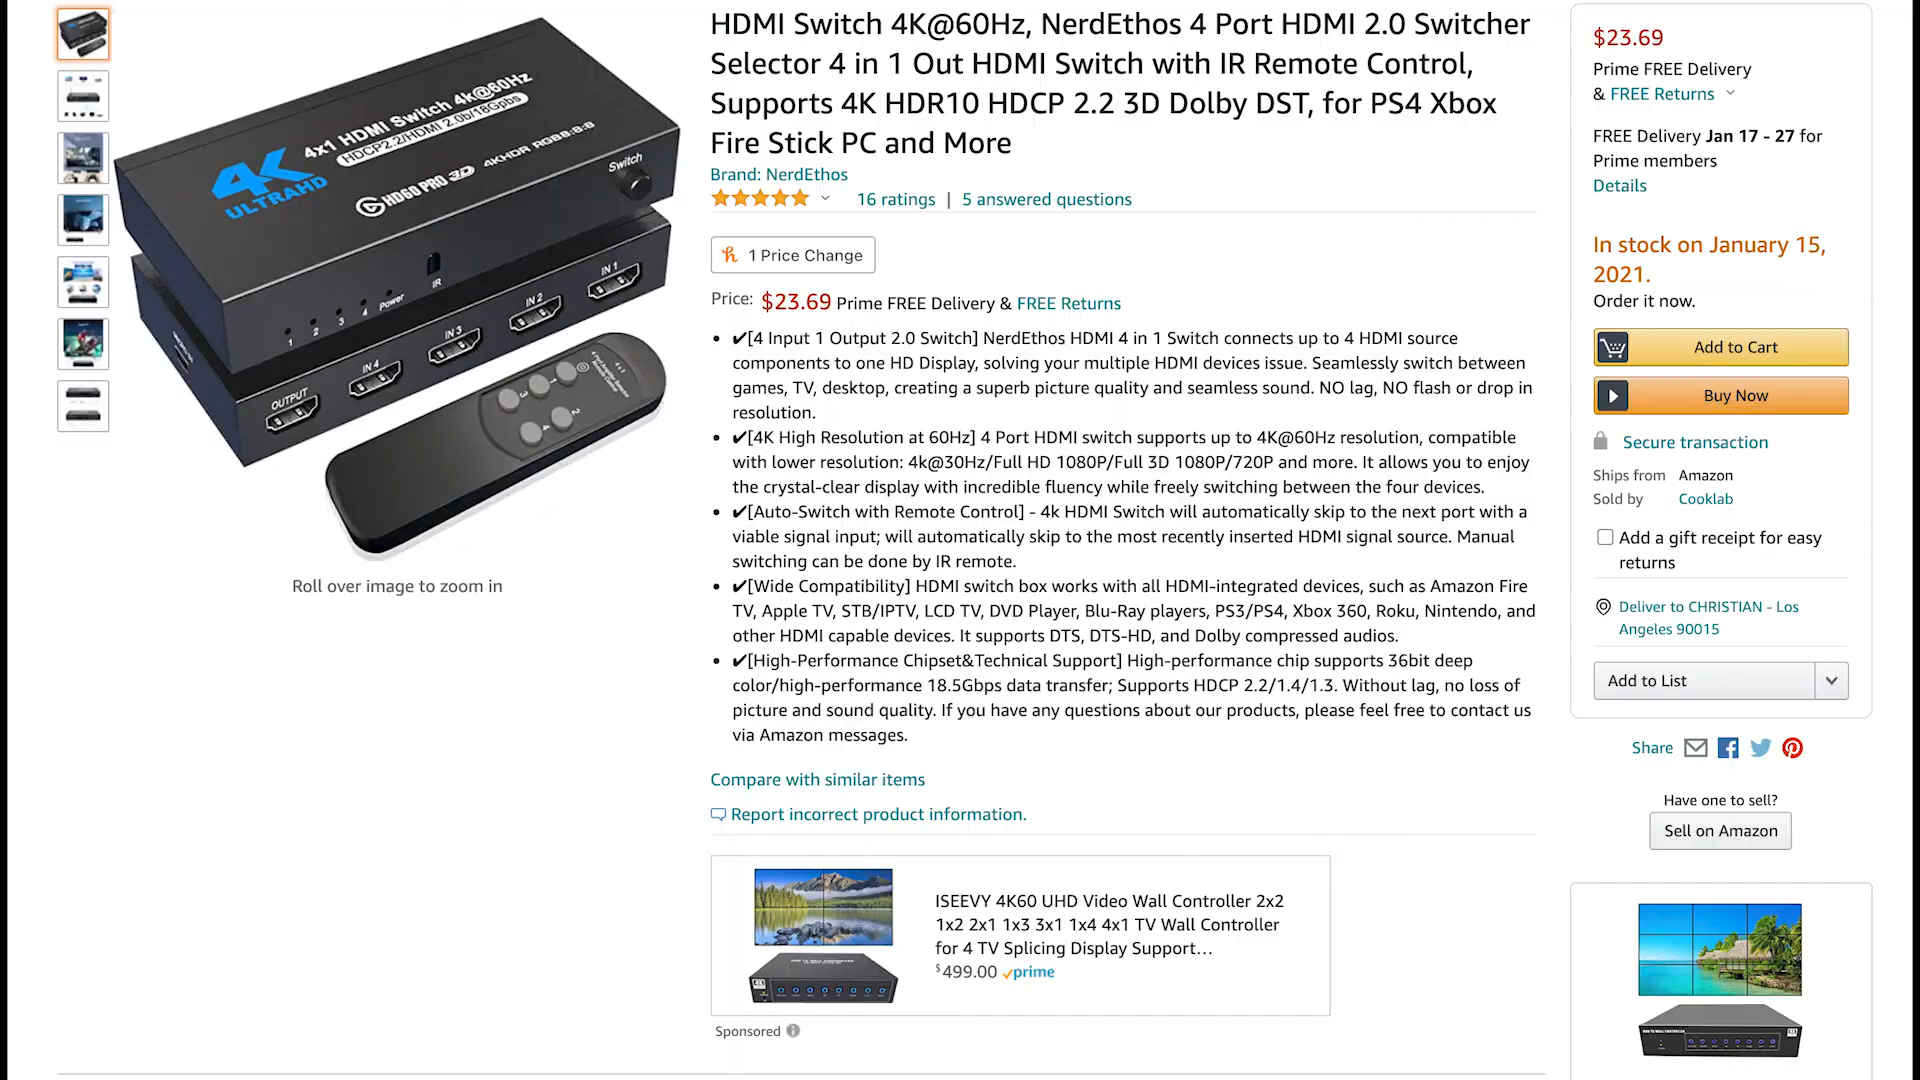 4K ULTRAHD
4x1 HDMI Switch 4k@60Hz
HDCP2.2/HDMI 2.0b/18Gpbs
HD60 PRO 3D 4KHDR RGB8:8:8
Switch
IR
1 2 3 4 Power
OUTPUT IN 4 IN 3 IN 2 IN 1
1 2 3 4
Roll over image to zoom in
HDMI Switch 4K@60Hz, NerdEthos 4 Port HDMI 2.0 Switcher
Selector 4 in 1 Out HDMI Switch with IR Remote Control,
Supports 4K HDR10 HDCP 2.2 3D Dolby DST, for PS4 Xbox
Fire Stick PC and More
Brand: NerdEthos
16 ratings | 5 answered questions
1 Price Change
Price: $23.69 Prime FREE Delivery & FREE Returns
• ✔[4 Input 1 Output 2.0 Switch] NerdEthos HDMI 4 in 1 Switch connects up to 4 HDMI source
components to one HD Display, solving your multiple HDMI devices issue. Seamlessly switch between
games, TV, desktop, creating a superb picture quality and seamless sound. NO lag, NO flash or drop in
resolution.
• ✔[4K High Resolution at 60Hz] 4 Port HDMI switch supports up to 4K@60Hz resolution, compatible
with lower resolution: 4k@30Hz/Full HD 1080P/Full 3D 1080P/720P and more. It allows you to enjoy
the crystal-clear display with incredible fluency while freely switching between the four devices.
• ✔[Auto-Switch with Remote Control] - 4k HDMI Switch will automatically skip to the next port with a
viable signal input; will automatically skip to the most recently inserted HDMI signal source. Manual
switching can be done by IR remote.
• ✔[Wide Compatibility] HDMI switch box works with all HDMI-integrated devices, such as Amazon Fire
TV, Apple TV, STB/IPTV, LCD TV, DVD Player, Blu-Ray players, PS3/PS4, Xbox 360, Roku, Nintendo, and
other HDMI capable devices. It supports DTS, DTS-HD, and Dolby compressed audios.
• ✔[High-Performance Chipset&Technical Support] High-performance chip supports 36bit deep
color/high-performance 18.5Gbps data transfer; Supports HDCP 2.2/1.4/1.3. Without lag, no loss of
picture and sound quality. If you have any questions about our products, please feel free to contact us
via Amazon messages.
Compare with similar items
Report incorrect product information.
ISEEVY 4K60 UHD Video Wall Controller 2x2
1x2 2x1 1x3 3x1 1x4 4x1 TV Wall Controller
for 4 TV Splicing Display Support...
$499.00 prime
Sponsored
$23.69
Prime FREE Delivery
& FREE Returns
FREE Delivery Jan 17 - 27 for
Prime members
Details
In stock on January 15,
2021.
Order it now.
Add to Cart
Buy Now
Secure transaction
Ships from Amazon
Sold by Cooklab
Add a gift receipt for easy
returns
Deliver to CHRISTIAN - Los
Angeles 90015
Add to List
Share
Have one to sell?
Sell on Amazon